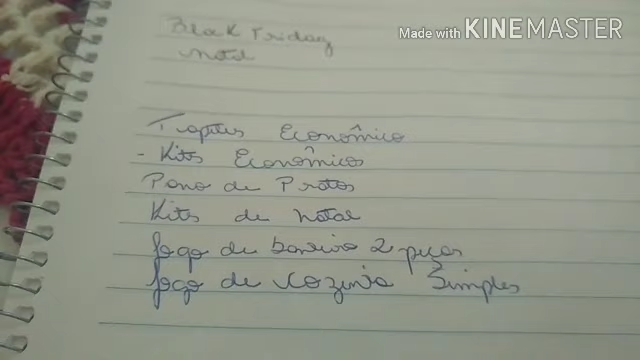 Made with KINEMASTER
Blak Friday
Natal
Tapetes Econômico
- Kits Econômicos
Pano de Pratos
Kits de Natal
Jogo de banheiro 2 peças
Jogo de Cozinha Simples